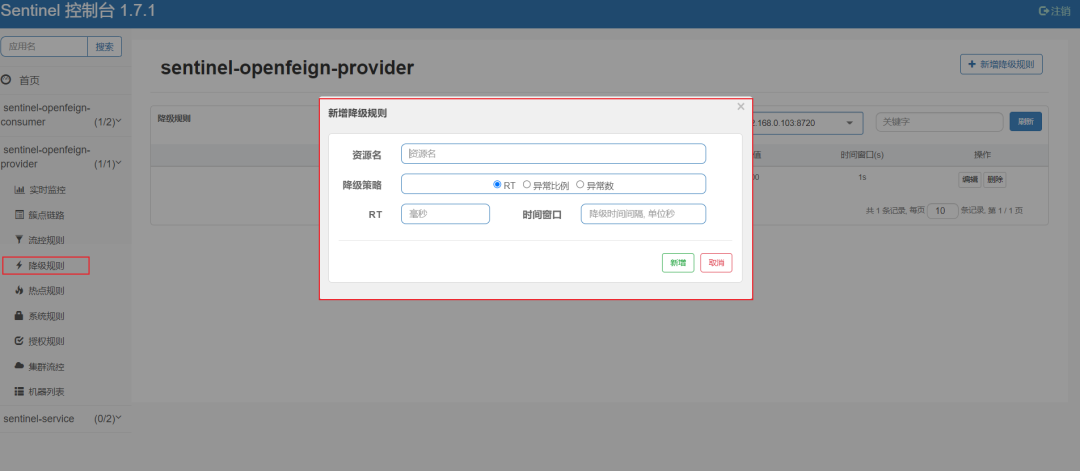 Sentinel 控制台 1.7.1
注销
应用名
搜索
首页
sentinel-openfeign-
consumer (1/2)
sentinel-openfeign-
provider (1/1)
实时监控
簇点链路
流控规则
降级规则
热点规则
系统规则
授权规则
集群流控
机器列表
sentinel-service (0/2)
sentinel-openfeign-provider
+ 新增降级规则
降级规则
.168.0.103:8720
关键字
刷新
值 时间窗口(s) 操作
00 1s 编辑 删除
共 1 条记录, 每页 10 条记录, 第 1 / 1 页
新增降级规则
×
资源名 资源名
降级策略 RT 异常比例 异常数
RT 毫秒 时间窗口 降级时间间隔, 单位秒
新增 取消